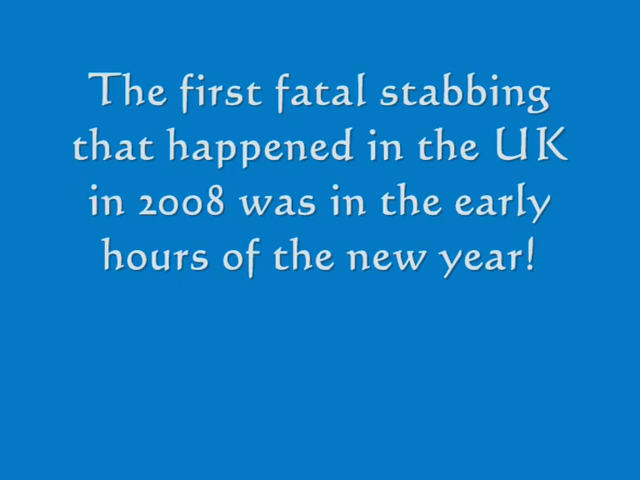 The first fatal stabbing
that happened in the UK
in 2008 was in the early
hours of the new year!